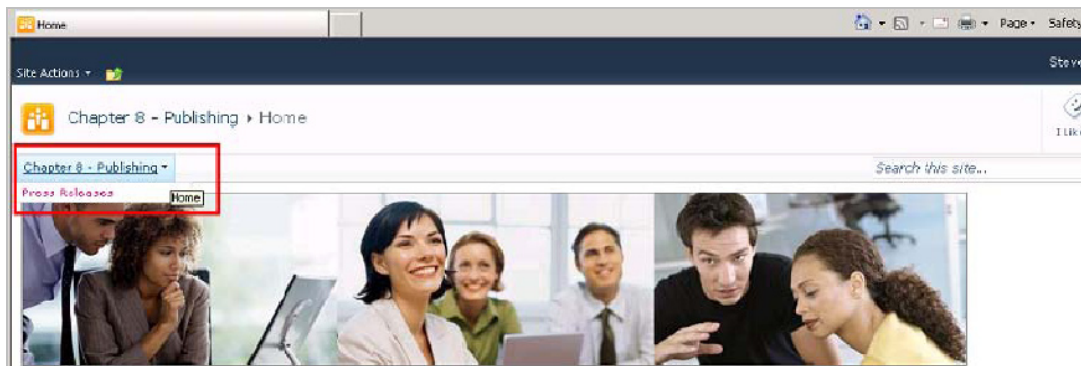 Home
Page
Safety
Steve
Site Actions
Chapter 8 - Publishing ▸ Home
I Lik
Chapter 8 - Publishing
Search this site...
Press Releases
Home